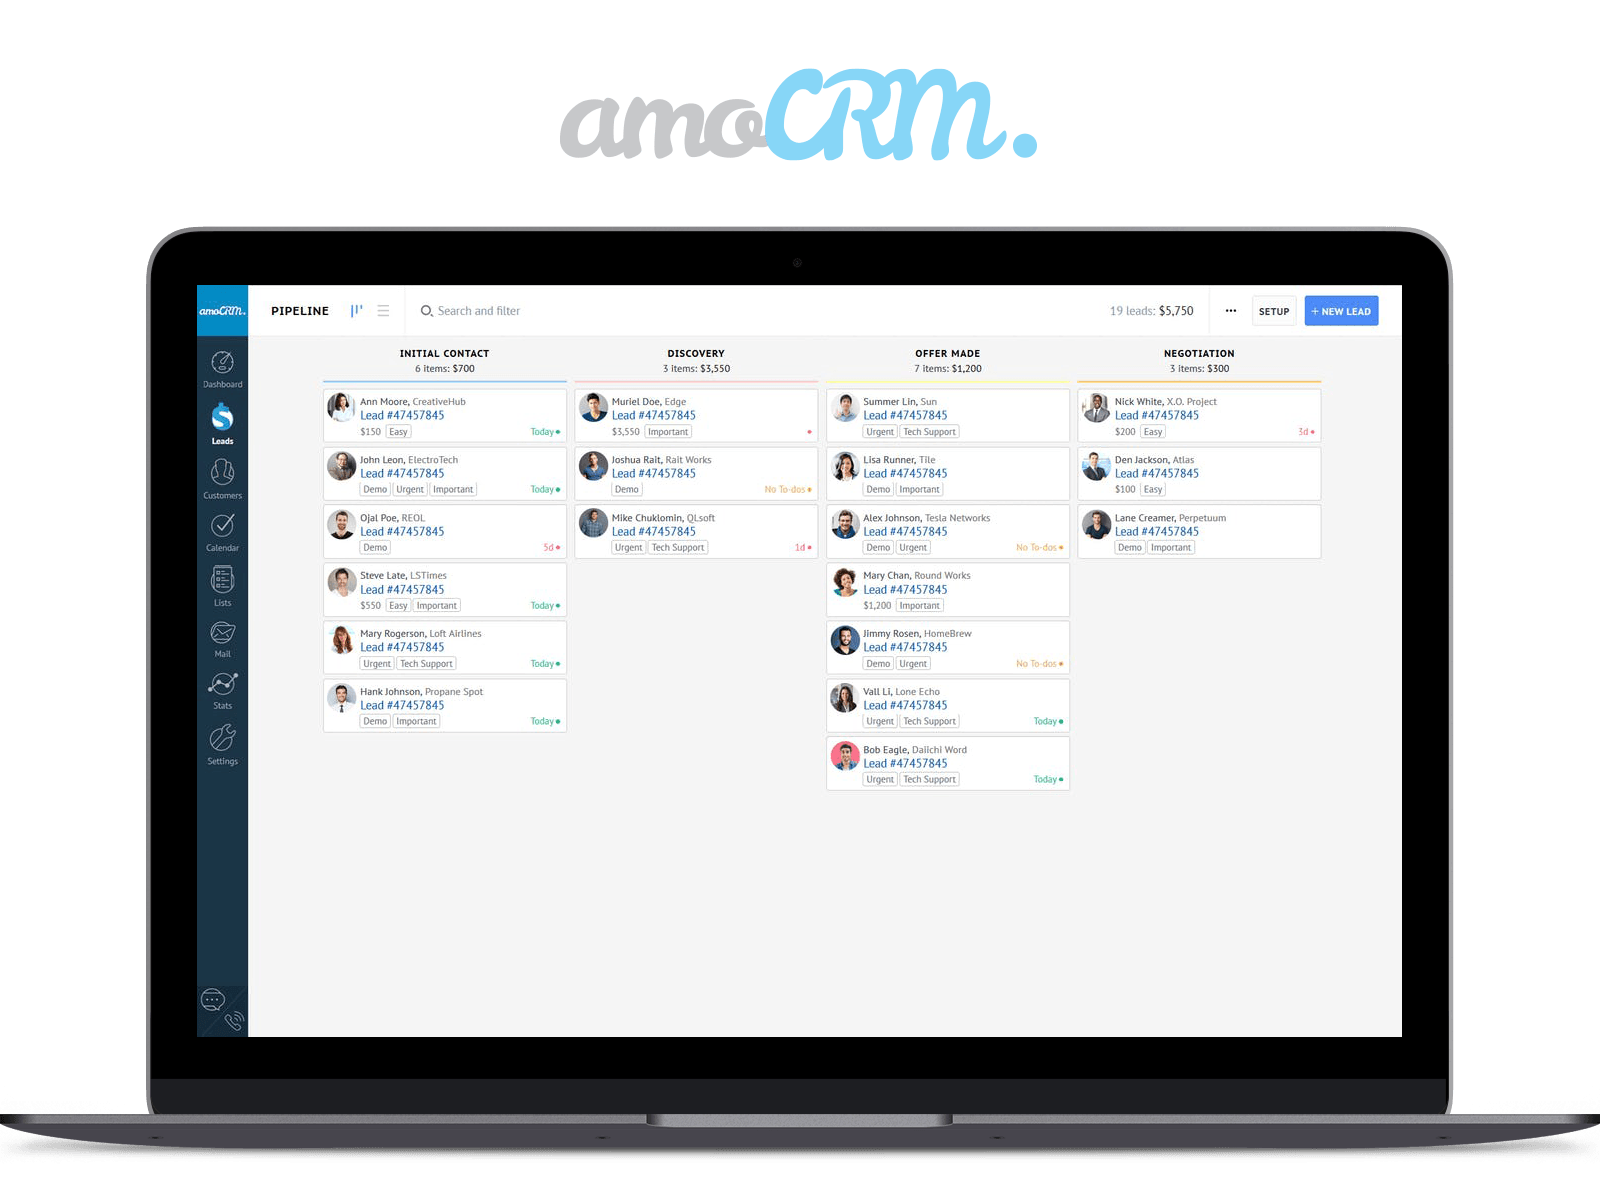 amoCRM.
amoCRM.
PIPELINE
Search and filter
19 leads: $5,750
SETUP
+ NEW LEAD
Dashboard
Leads
Customers
Calendar
Lists
Mail
Stats
Settings
INITIAL CONTACT
6 items: $700
Ann Moore, CreativeHub
Lead #47457845
$150 Easy Today
John Leon, ElectroTech
Lead #47457845
Demo Urgent Important Today
Ojal Poe, REOL
Lead #47457845
Demo 5d
Steve Late, LSTimes
Lead #47457845
$550 Easy Important Today
Mary Rogerson, Loft Airlines
Lead #47457845
Urgent Tech Support Today
Hank Johnson, Propane Spot
Lead #47457845
Demo Important Today
DISCOVERY
3 items: $3,550
Muriel Doe, Edge
Lead #47457845
$3,550 Important
Joshua Rait, Rait Works
Lead #47457845
Demo No To-dos
Mike Chuklomin, QLsoft
Lead #47457845
Urgent Tech Support 1d
OFFER MADE
7 items: $1,200
Summer Lin, Sun
Lead #47457845
Urgent Tech Support
Lisa Runner, Tile
Lead #47457845
Demo Important
Alex Johnson, Tesla Networks
Lead #47457845
Demo Urgent No To-dos
Mary Chan, Round Works
Lead #47457845
$1,200 Important
Jimmy Rosen, HomeBrew
Lead #47457845
Demo Urgent No To-dos
Vall Li, Lone Echo
Lead #47457845
Urgent Tech Support Today
Bob Eagle, Daiichi Word
Lead #47457845
Urgent Tech Support Today
NEGOTIATION
3 items: $300
Nick White, X.O. Project
Lead #47457845
$200 Easy 3d
Den Jackson, Atlas
Lead #47457845
$100 Easy
Lane Creamer, Perpetuum
Lead #47457845
Demo Important